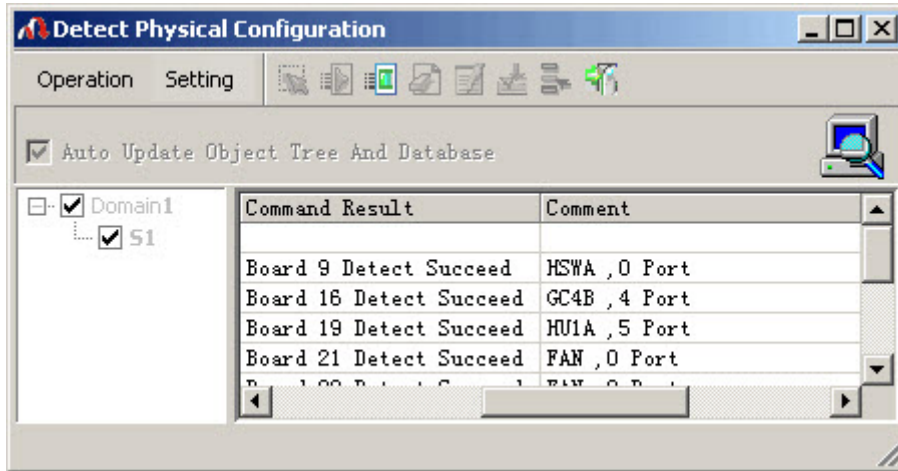 Detect Physical Configuration
Operation Setting
Auto Update Object Tree And Database
Domain1
S1
Command Result Comment
Board 9 Detect Succeed HSWA ,0 Port
Board 16 Detect Succeed GC4B ,4 Port
Board 19 Detect Succeed HU1A ,5 Port
Board 21 Detect Succeed FAN ,0 Port